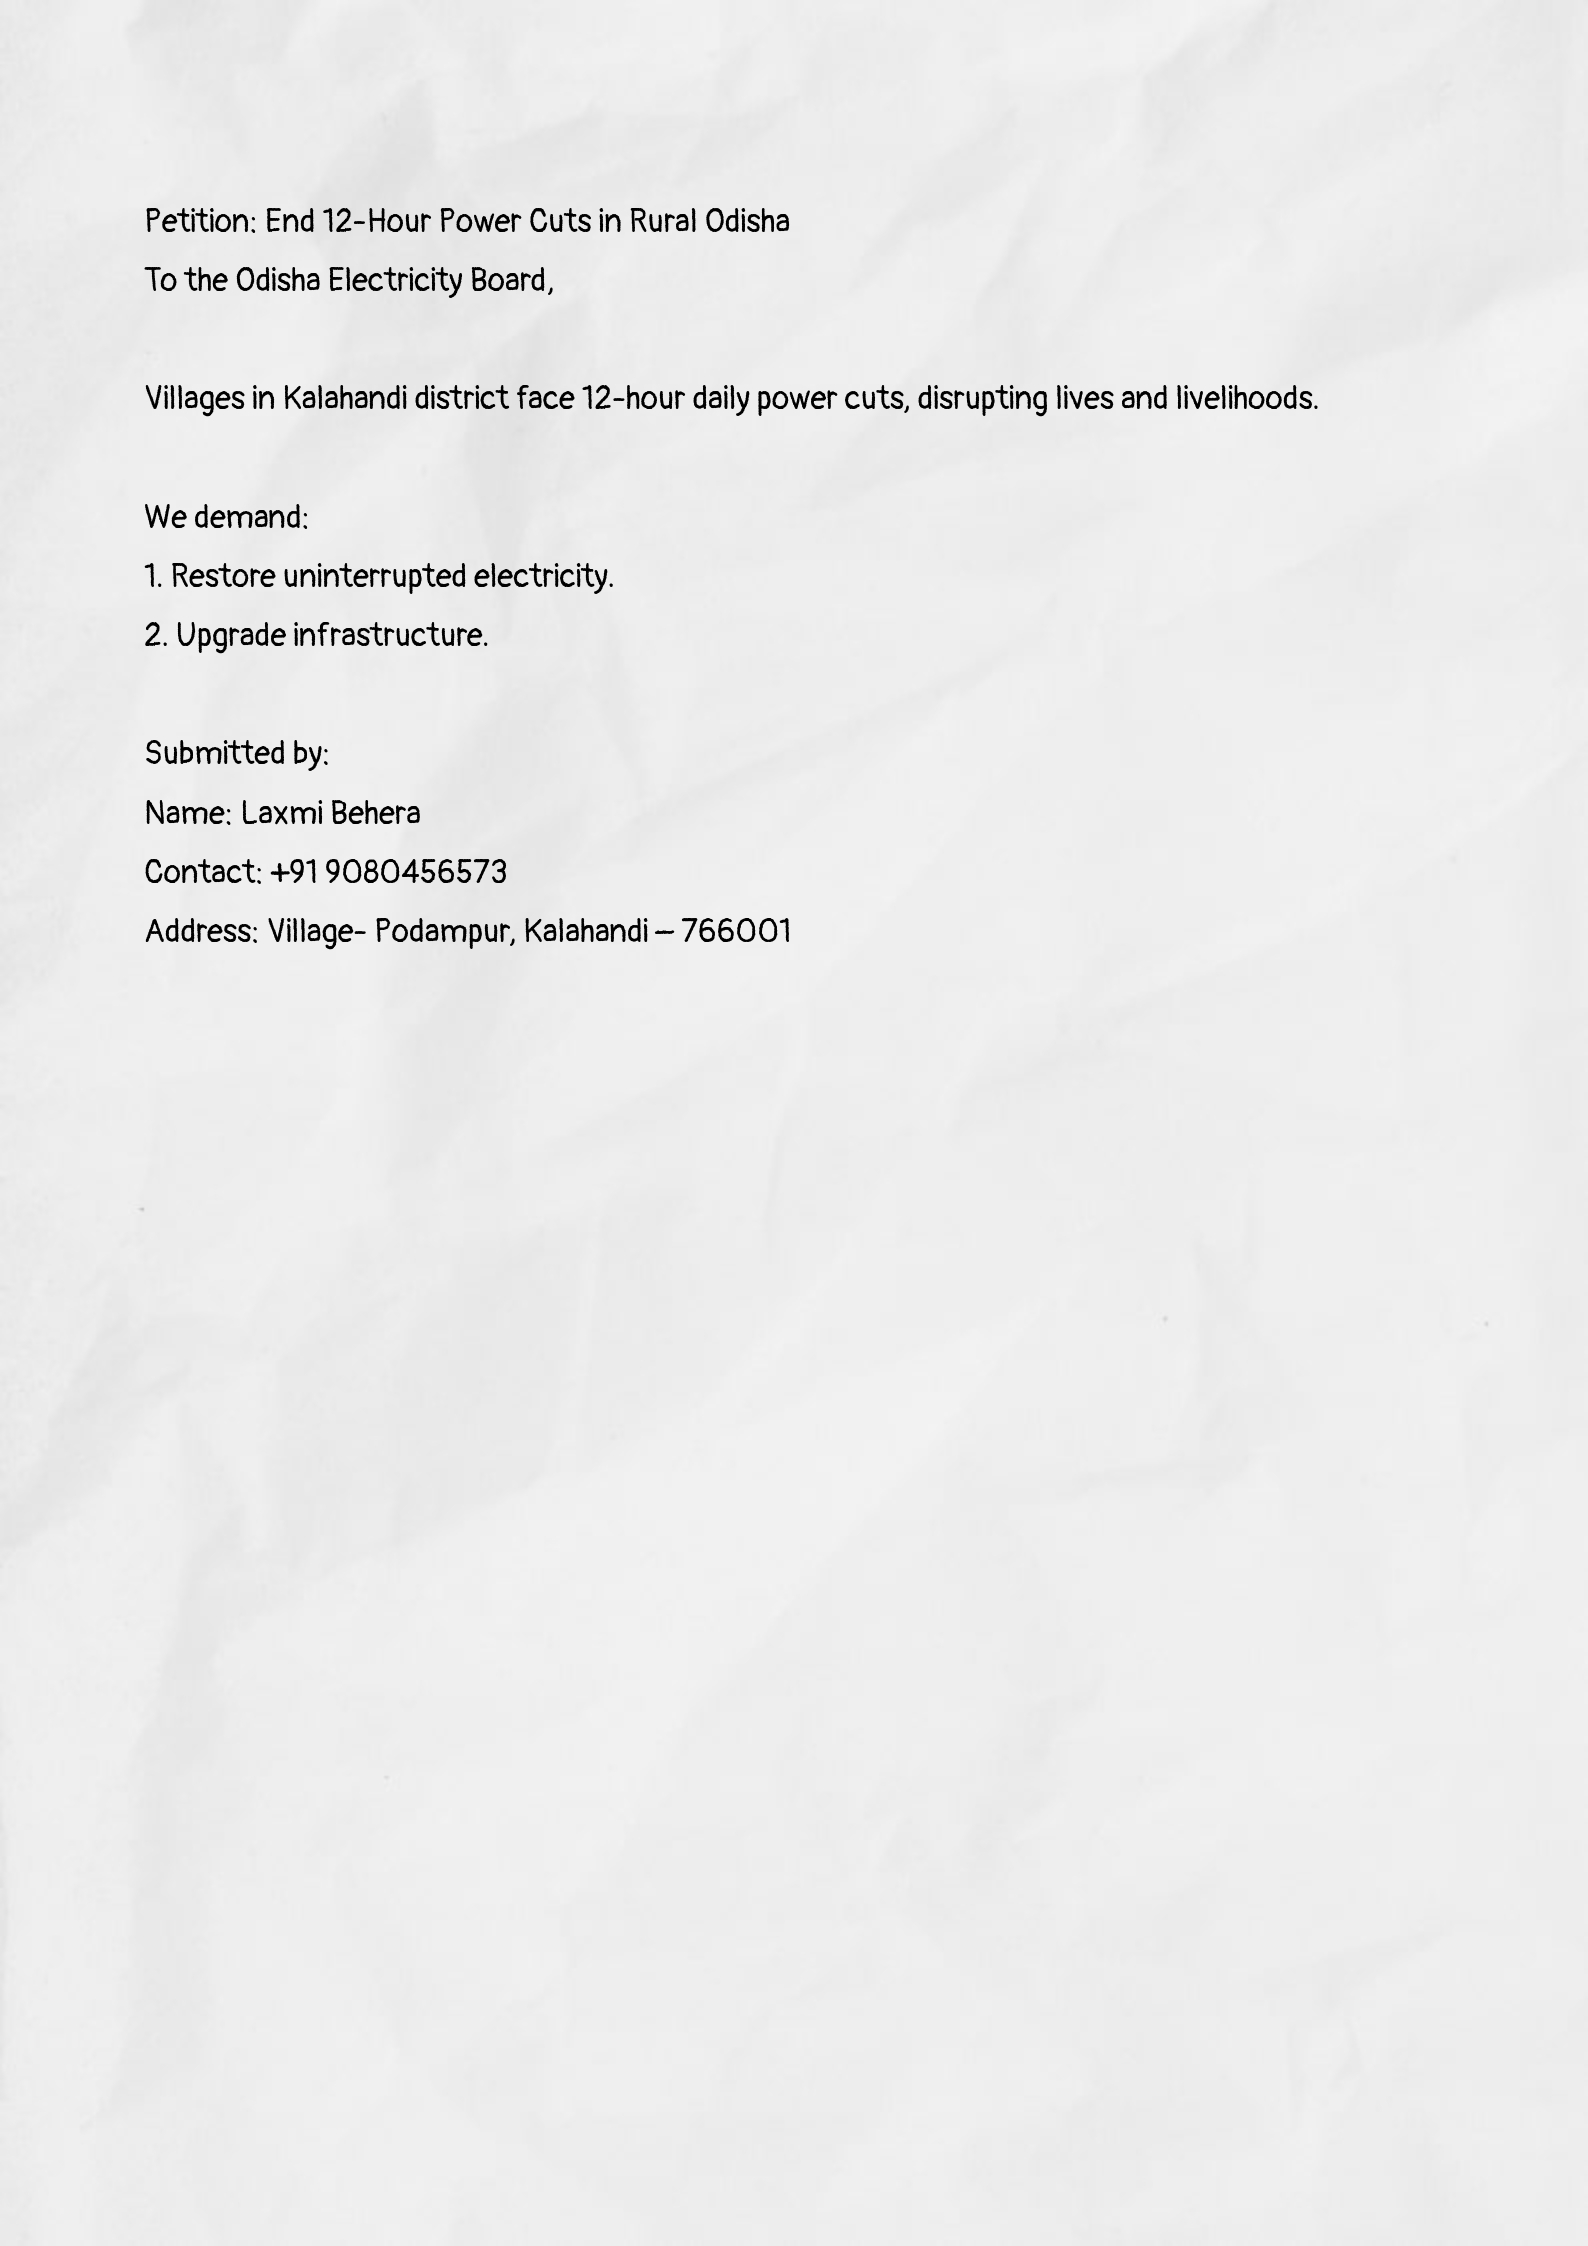 Petition: End 12-Hour Power Cuts in Rural Odisha
To the Odisha Electricity Board,
Villages in Kalahandi district face 12-hour daily power cuts, disrupting lives and livelihoods.
We demand:
1. Restore uninterrupted electricity.
2. Upgrade infrastructure.
Submitted by:
Name: Laxmi Behera
Contact: +91 9080456573
Address: Village- Podampur, Kalahandi – 766001